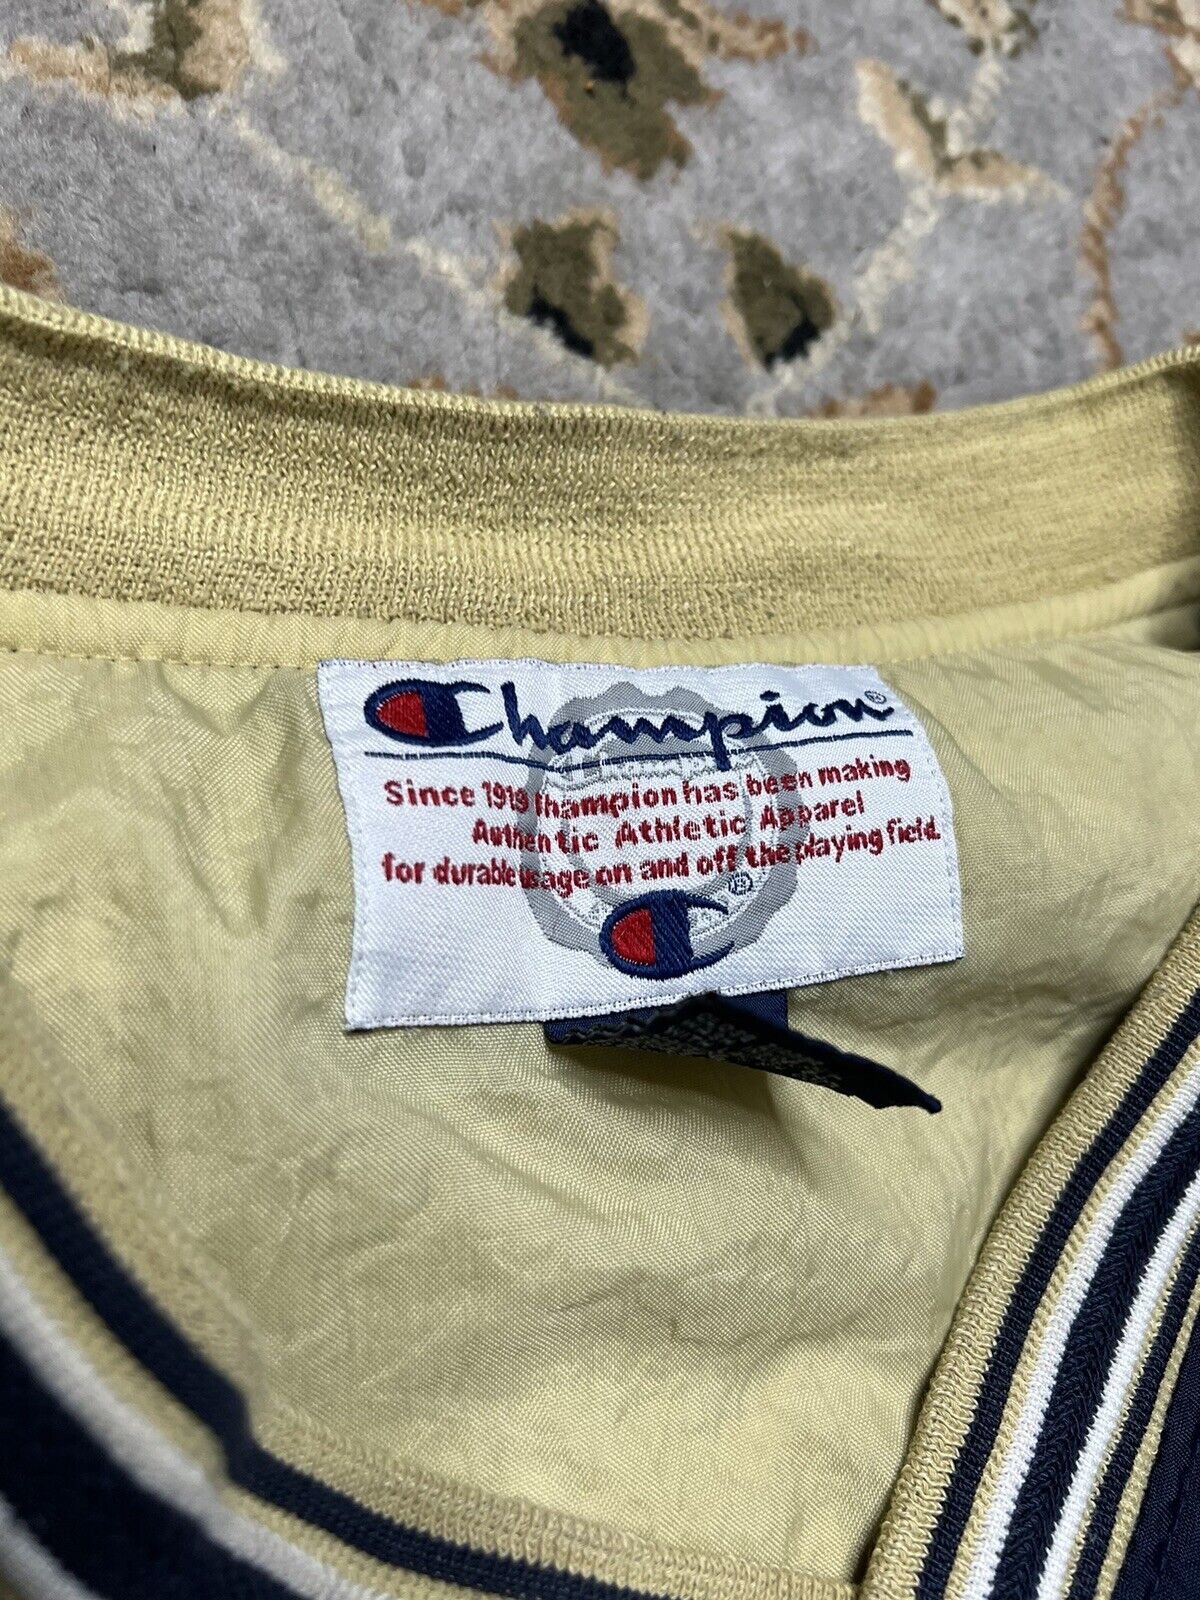 Champion®
Since 1919 Champion has been making
Authentic Athletic Apparel
for durable usage on and off the playing field.
®